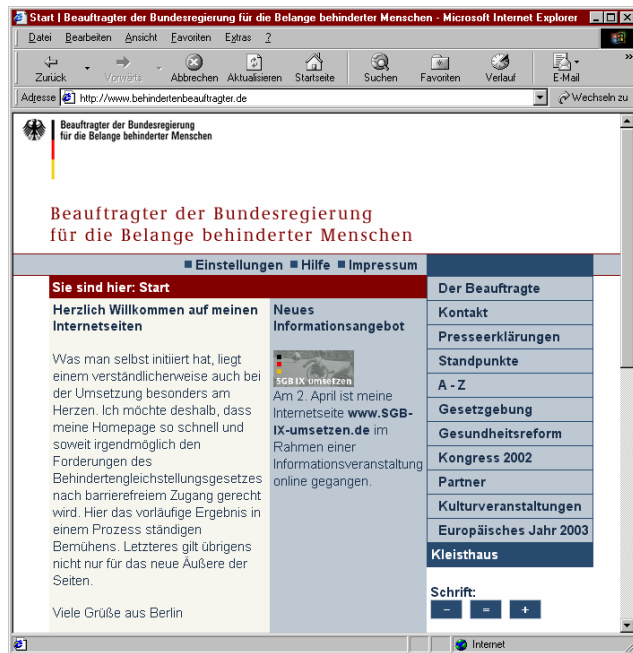 Start | Beauftragter der Bundesregierung für die Belange behinderter Menschen - Microsoft Internet Explorer
Datei Bearbeiten Ansicht Favoriten Extras ?
Zurück Vorwärts Abbrechen Aktualisieren Startseite Suchen Favoriten Verlauf E-Mail »
Adresse http://www.behindertenbeauftragter.de Wechseln zu
Beauftragter der Bundesregierung
für die Belange behinderter Menschen
Beauftragter der Bundesregierung
für die Belange behinderter Menschen
Einstellungen Hilfe Impressum
Sie sind hier: Start
Herzlich Willkommen auf meinen
Internetseiten
Was man selbst initiiert hat, liegt
einem verständlicherweise auch bei
der Umsetzung besonders am
Herzen. Ich möchte deshalb, dass
meine Homepage so schnell und
soweit irgendmöglich den
Forderungen des
Behindertengleichstellungsgesetzes
nach barrierefreiem Zugang gerecht
wird. Hier das vorläufige Ergebnis in
einem Prozess ständigen
Bemühens. Letzteres gilt übrigens
nicht nur für das neue Äußere der
Seiten.
Viele Grüße aus Berlin
Neues
Informationsangebot
SGB IX umsetzen
Am 2. April ist meine
Internetseite www.SGB-
IX-umsetzen.de im
Rahmen einer
Informationsveranstaltung
online gegangen.
Der Beauftragte
Kontakt
Presseerklärungen
Standpunkte
A - Z
Gesetzgebung
Gesundheitsreform
Kongress 2002
Partner
Kulturveranstaltungen
Europäisches Jahr 2003
Kleisthaus
Schrift:
- = +
Internet